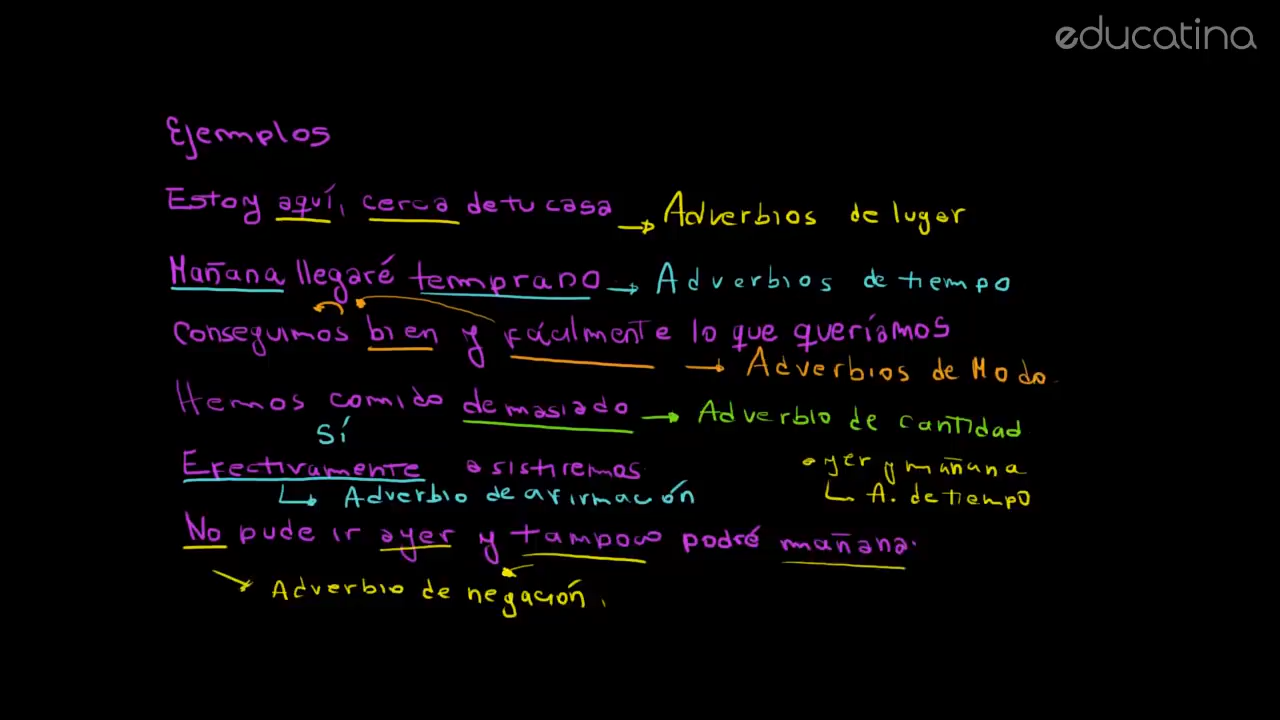 educatina
Ejemplos
Estoy aquí, cerca de tu casa → Adverbios de lugar
Mañana llegaré temprano → Adverbios de tiempo
Conseguimos bien y fácilmente lo que queríamos
→ Adverbios de Modo.
Hemos comido demasiado → Adverbio de cantidad
Sí
Efectivamente asistiremos.
↳ Adverbio de afirmación
ayer y mañana
↳ A. de tiempo
No pude ir ayer y tampoco podré mañana.
→ Adverbio de negación.